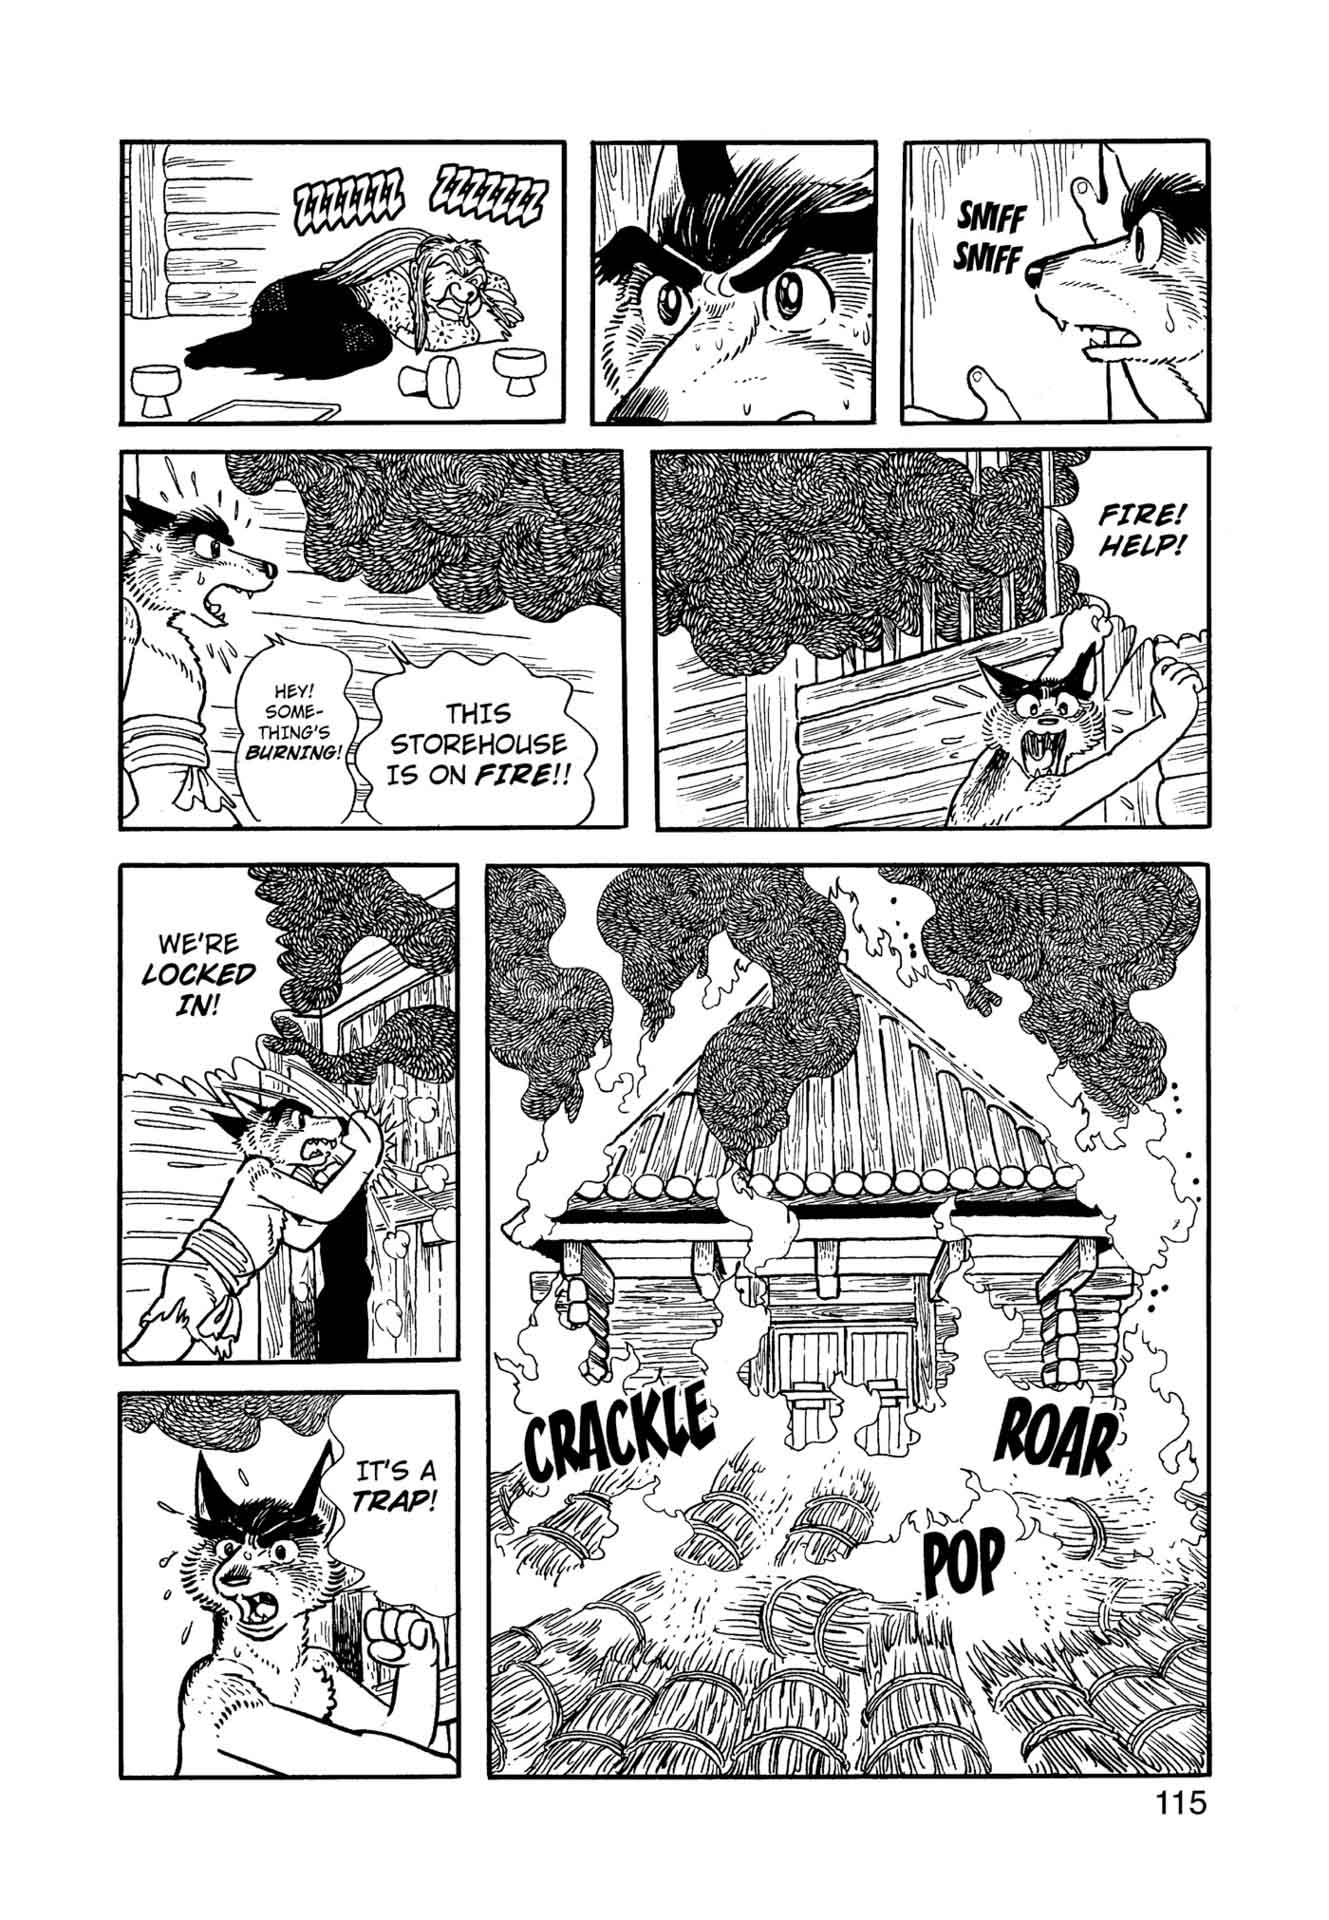 ZZZZZZZ ZZZZZZZ
SNIFF
SNIFF
HEY!
SOME-
THING'S
BURNING!
THIS
STOREHOUSE
IS ON FIRE!!
FIRE!
HELP!
WE'RE
LOCKED
IN!
IT'S A
TRAP!
CRACKLE
ROAR
POP
115